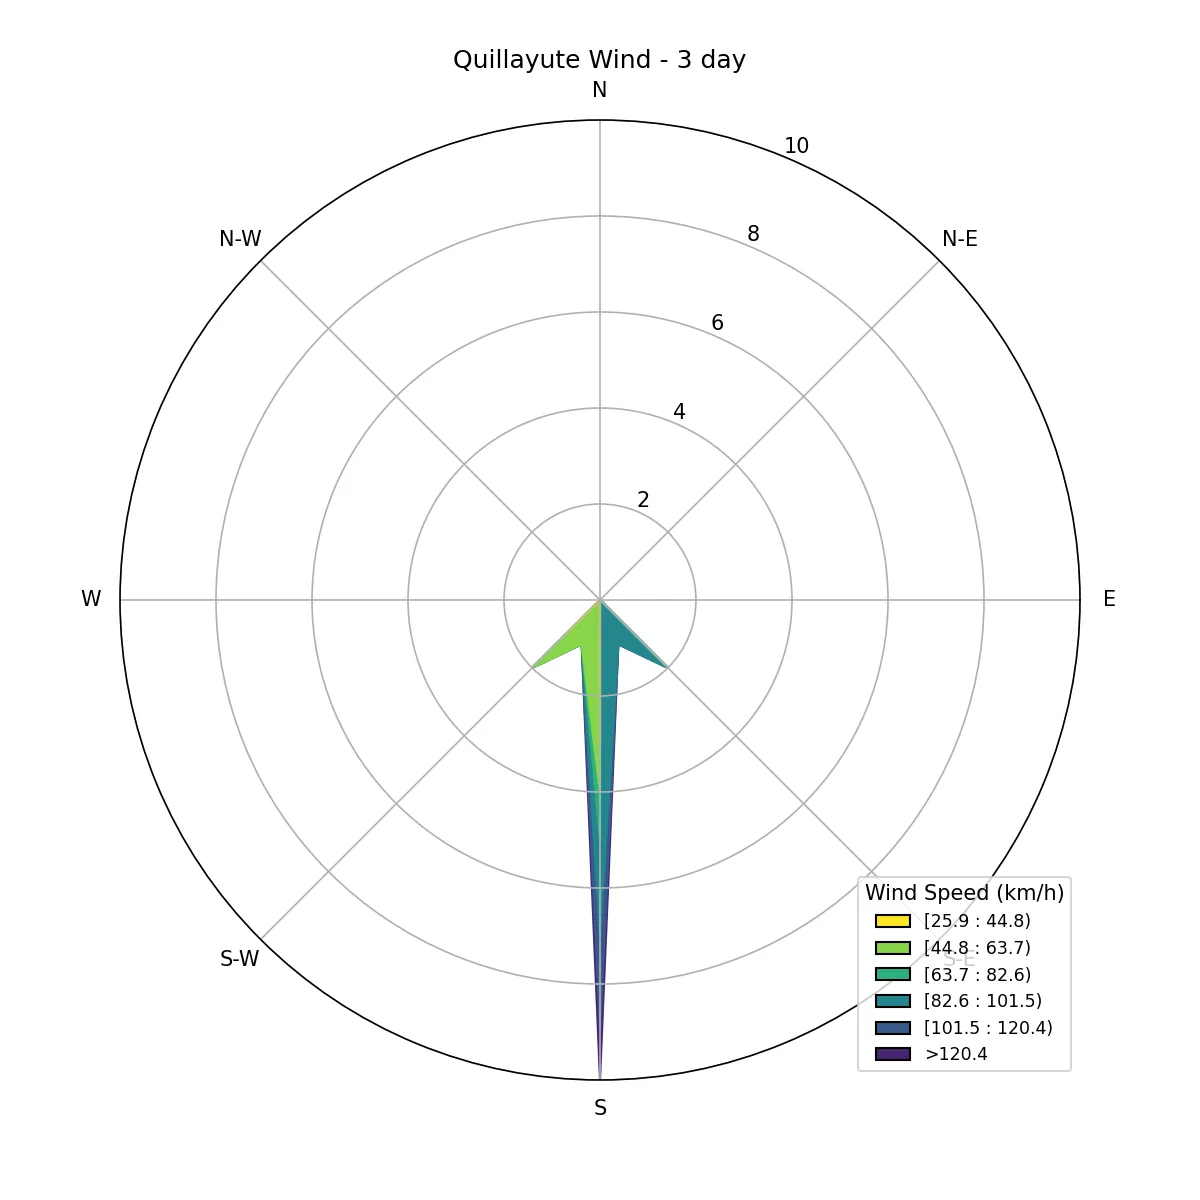 Quillayute Wind - 3 day
N
10
N-W
8
N-E
6
4
2
W
E
Wind Speed (km/h)
[25.9 : 44.8)
[44.8 : 63.7)
S-W
S-E
[63.7 : 82.6)
[82.6 : 101.5)
[101.5 : 120.4)
>120.4
S